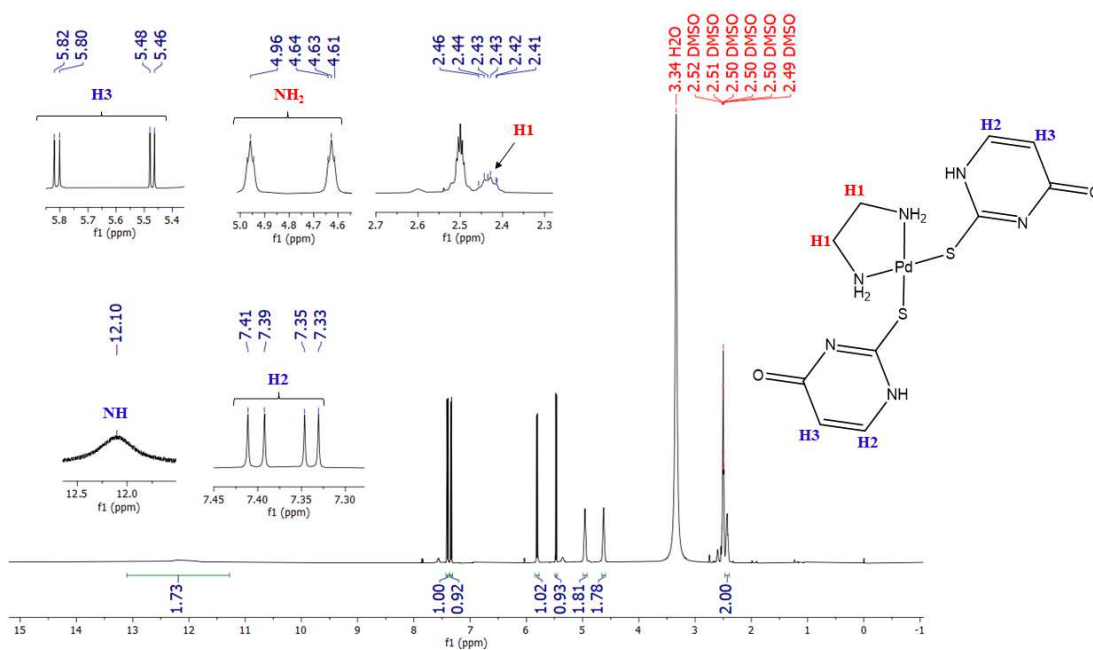 5.82
5.80
5.48
5.46
H3
5.8 5.7 5.6 5.5 5.4
f1 (ppm)
4.96
4.64
4.63
4.61
NH2
5.0 4.9 4.8 4.7 4.6
f1 (ppm)
2.46
2.44
2.43
2.43
2.42
2.41
H1
2.7 2.6 2.5 2.4 2.3
f1 (ppm)
3.34 H2O
2.52 DMSO
2.51 DMSO
2.50 DMSO
2.50 DMSO
2.50 DMSO
2.49 DMSO
12.10
NH
12.5 12.0
f1 (ppm)
7.41
7.39
7.35
7.33
H2
7.45 7.40 7.35 7.30
f1 (ppm)
H2
H3
HN
O
N
H1
NH2
H1
Pd
S
N
H2
S
N
O
NH
H3
H2
1.73
1.00
0.92
1.02
0.93
1.81
1.78
2.00
15 14 13 12 11 10 9 8 7 6 5 4 3 2 1 0 -1
f1 (ppm)